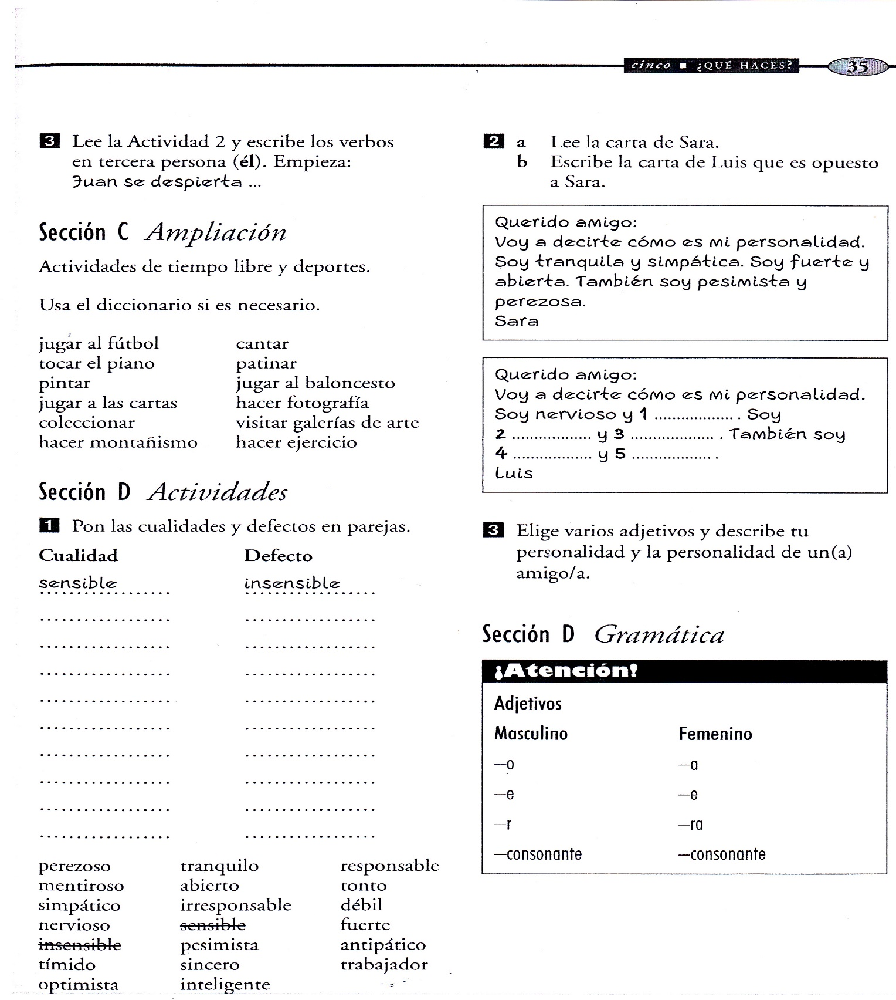 cinco ■ ¿QUÉ HACES? 35
3 Lee la Actividad 2 y escribe los verbos
en tercera persona (él). Empieza:
Juan se despierta ...
Sección C Ampliación
Actividades de tiempo libre y deportes.
Usa el diccionario si es necesario.
jugar al fútbol cantar
tocar el piano patinar
pintar jugar al baloncesto
jugar a las cartas hacer fotografía
coleccionar visitar galerías de arte
hacer montañismo hacer ejercicio
Sección D Actividades
1 Pon las cualidades y defectos en parejas.
Cualidad Defecto
sensible insensible
perezoso tranquilo responsable
mentiroso abierto tonto
simpático irresponsable débil
nervioso sensible fuerte
insensible pesimista antipático
tímido sincero trabajador
optimista inteligente
2 a Lee la carta de Sara.
b Escribe la carta de Luis que es opuesto
a Sara.
Querido amigo:
Voy a decirte cómo es mi personalidad.
Soy tranquila y simpática. Soy fuerte y
abierta. También soy pesimista y
perezosa.
Sara
Querido amigo:
Voy a decirte cómo es mi personalidad.
Soy nervioso y 1 .................. . Soy
2 .................. y 3 ................... . También soy
4 .................. y 5 .................. .
Luis
3 Elige varios adjetivos y describe tu
personalidad y la personalidad de un(a)
amigo/a.
Sección D Gramática
¡Atención!
Adjetivos
Masculino Femenino
—o —a
—e —e
—r —ra
—consonante —consonante